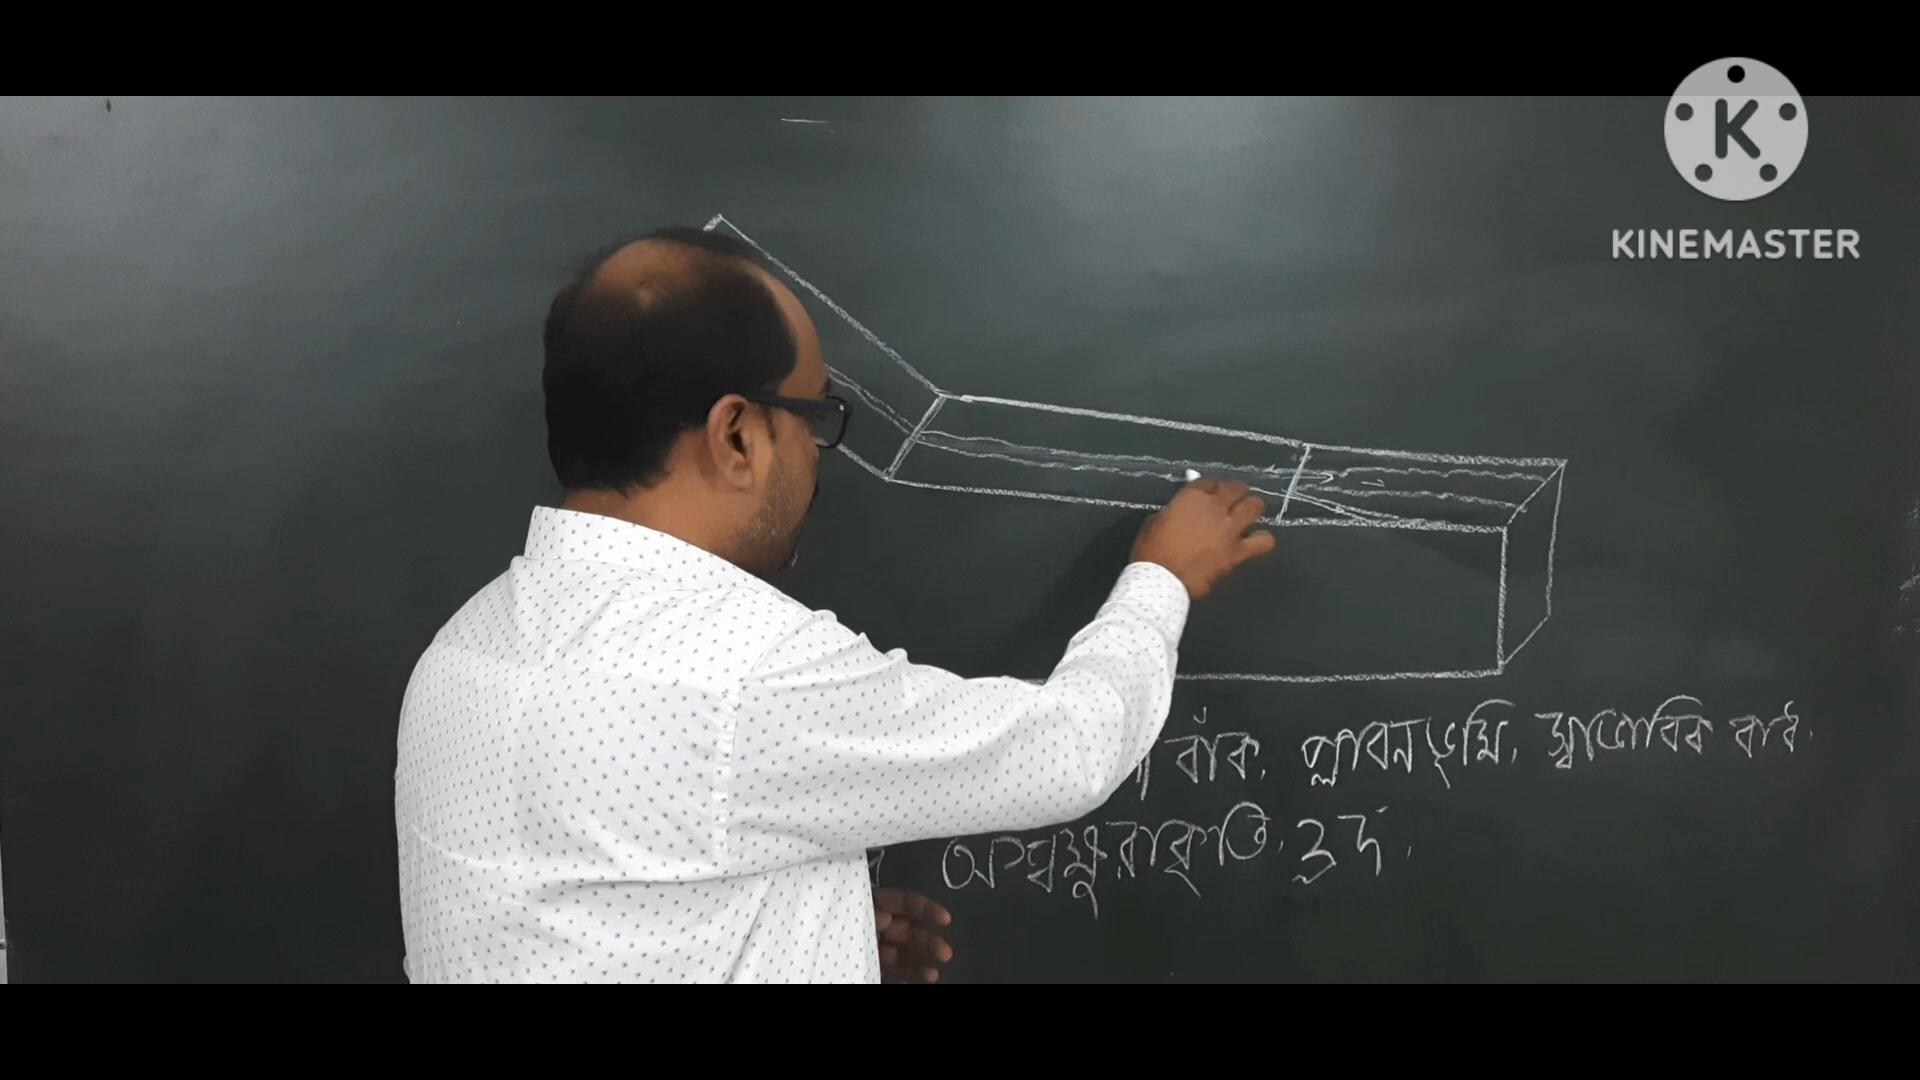 K
KINEMASTER
বাঁক, প্লাবনভূমি, স্বাভাবিক বাঁধ,
অশ্বক্ষুরাকৃতি হ্রদ,